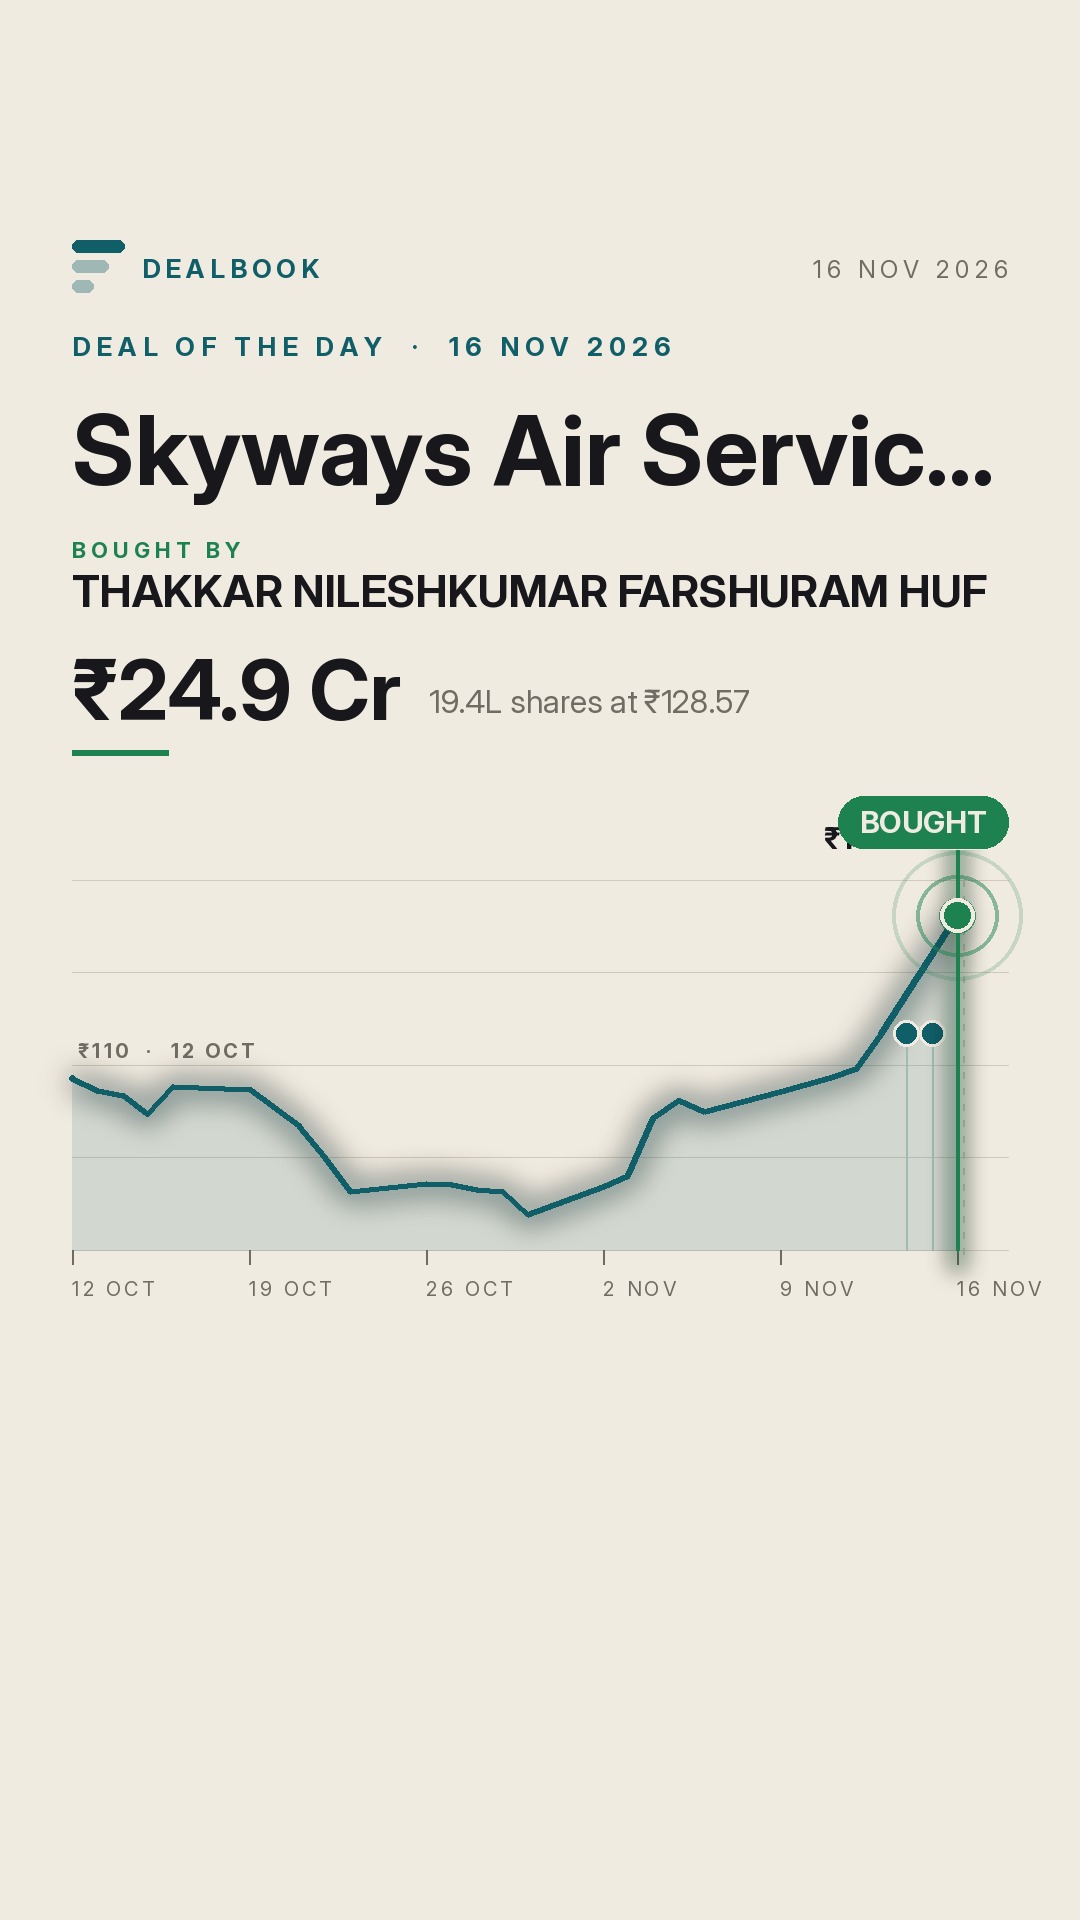 DEALBOOK
16 NOV 2026
DEAL OF THE DAY · 16 NOV 2026
Skyways Air Servic...
BOUGHT BY
THAKKAR NILESHKUMAR FARSHURAM HUF
₹24.9 Cr 19.4L shares at ₹128.57
BOUGHT
₹110 · 12 OCT
12 OCT 19 OCT 26 OCT 2 NOV 9 NOV 16 NOV